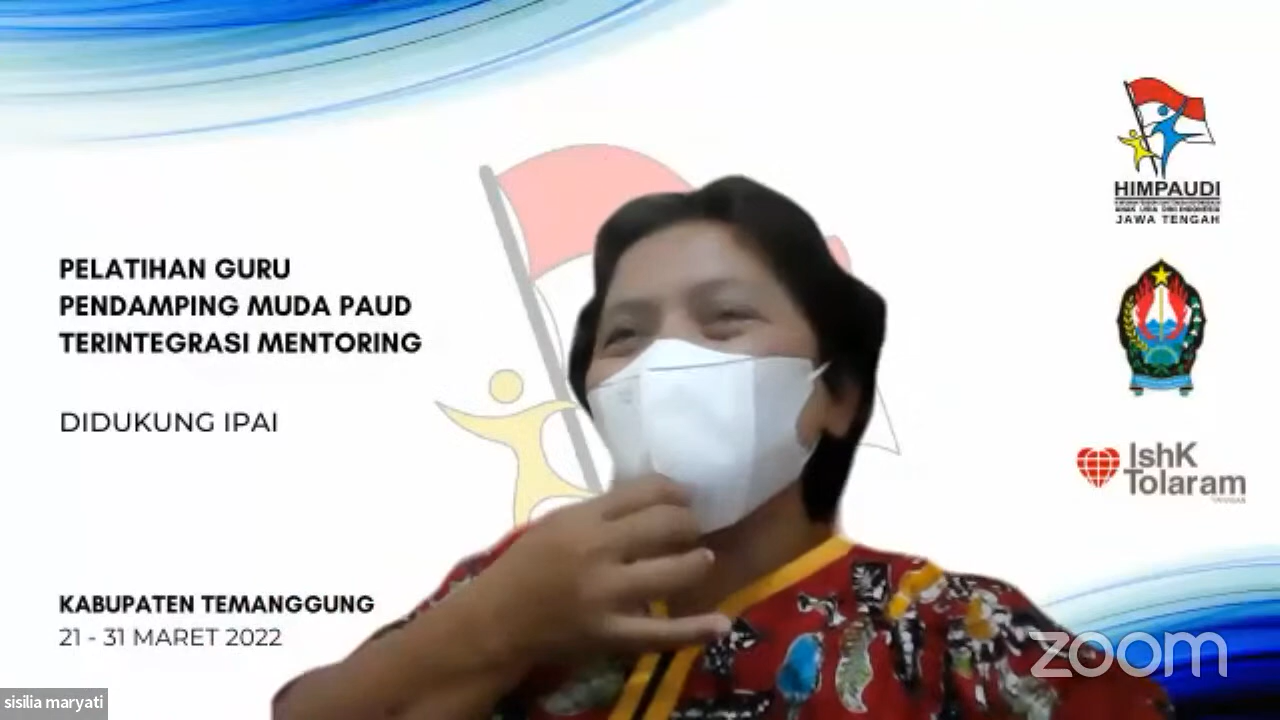 PELATIHAN GURU
PENDAMPING MUDA PAUD
TERINTEGRASI MENTORING
DIDUKUNG IPAI
KABUPATEN TEMANGGUNG
21 - 31 MARET 2022
HIMPAUDI
JAWA TENGAH
IshK
Tolaram
zoom
sisilia maryati